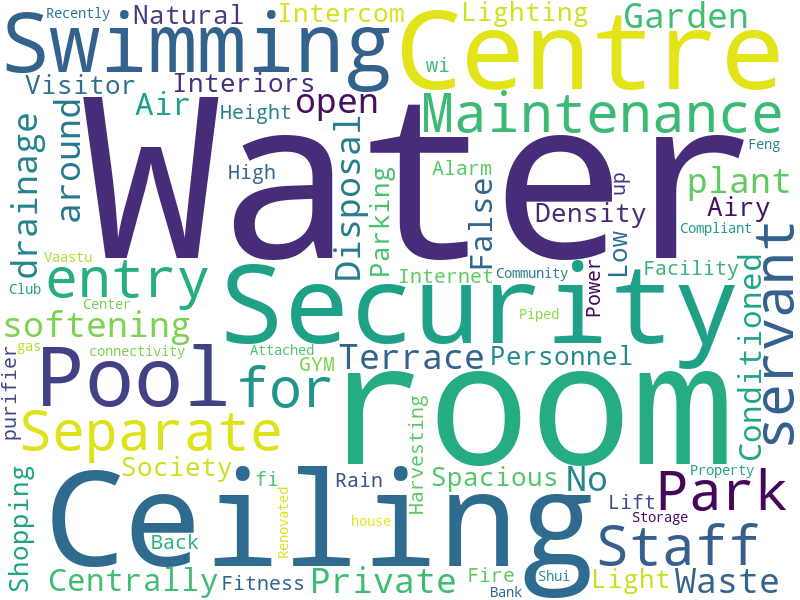 Recently
Natural
Intercom
Lighting
Garden
Swimming
Centre
Visitor
Interiors
wi
Air
Height
open
Maintenance
drainage
around
Water
Disposal
Parking
High
Alarm
False
Density
up
Feng
plant
Airy
Low
Compliant
servant
Vaastu
Club
entry
Center
Security
Internet
Community
Power
Facility
Conditioned
softening
Piped
gas
connectivity
Attached
GYM
Terrace
Personnel
purifier
Pool
for
room
Separate
Harvesting
Society
fi
Rain
Spacious
No
Property
Shopping
Ceiling
Renovated
house
Lift
Park
Storage
Back
Staff
Centrally
Fitness
Private
Fire
Bank
Shui
Light
Waste